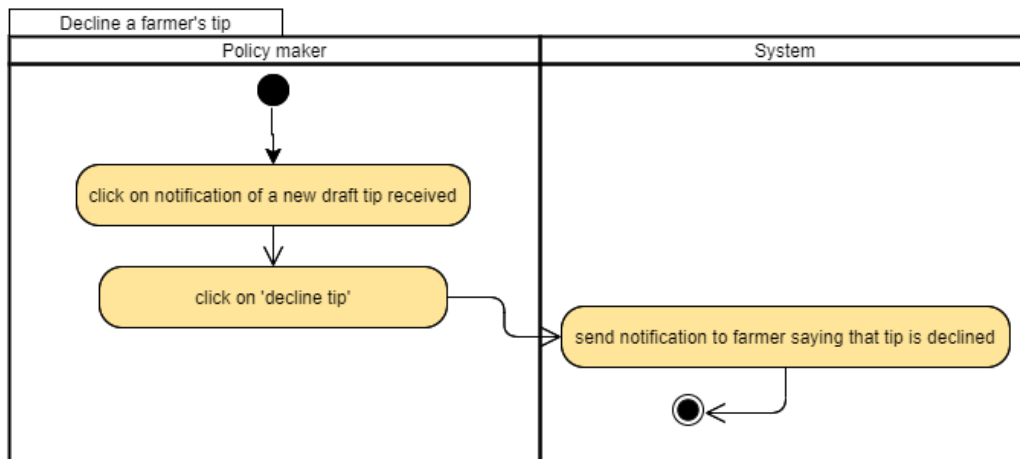 Decline a farmer's tip
Policy maker
System
click on notification of a new draft tip received
click on 'decline tip'
send notification to farmer saying that tip is declined